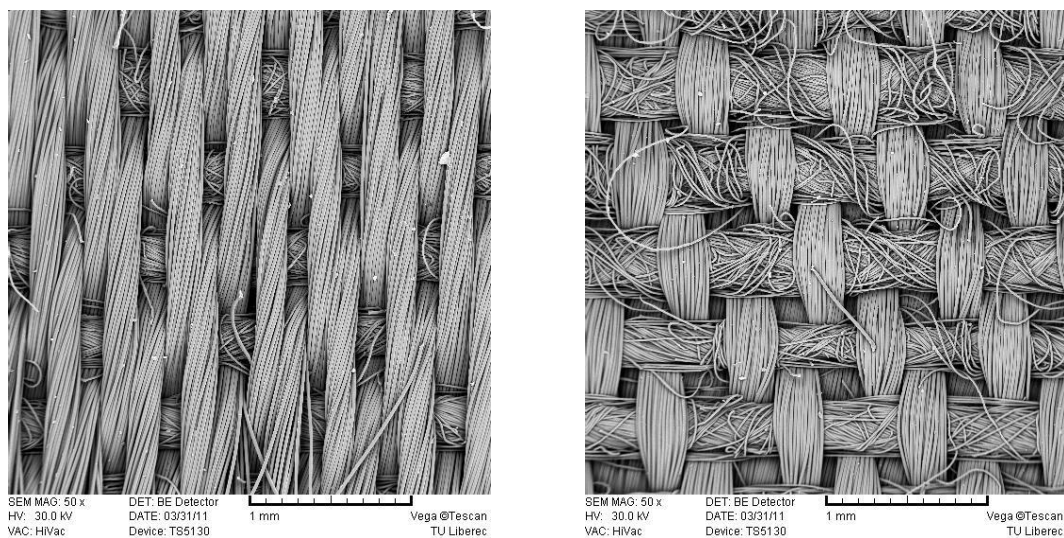 SEM MAG: 50 x DET: BE Detector
HV: 30.0 kV DATE: 03/31/11 1 mm Vega ©Tescan
VAC: HiVac Device: TS5130 TU Liberec
SEM MAG: 50 x DET: BE Detector
HV: 30.0 kV DATE: 03/31/11 1 mm Vega ©Tescan
VAC: HiVac Device: TS5130 TU Liberec